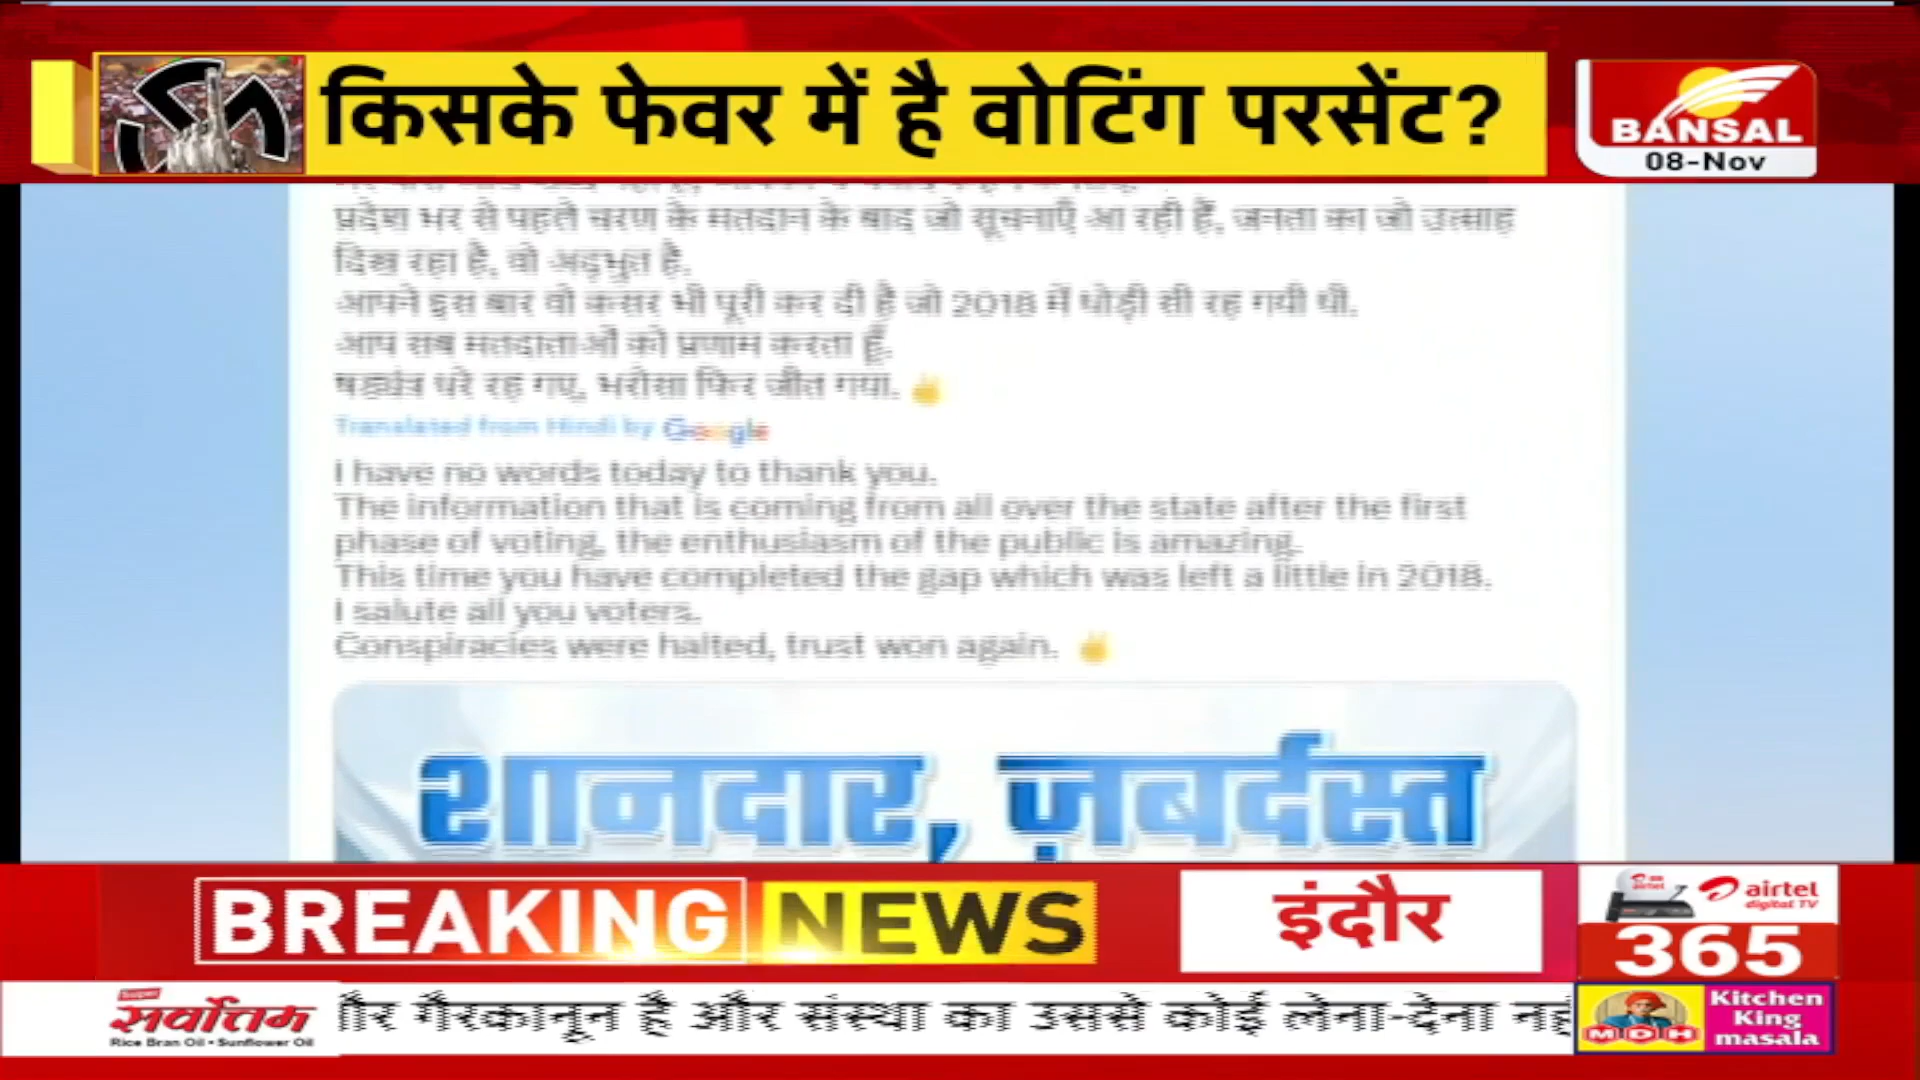 किसके फेवर में है वोटिंग परसेंट?
BANSAL
08-Nov
प्रदेश भर से पहले चरण के मतदान के बाद जो सूचनाएँ आ रही हैं, जनता का जो उत्साह
दिख रहा है, वो अद्भुत है.
आपने इस बार वो कसर भी पूरी कर दी है जो 2018 में थोड़ी सी रह गयी थी.
आप सब मतदाताओं को प्रणाम करता हूँ.
षड्यंत्र धरे रह गए, भरोसा फिर जीत गया.
Translated from Hindi by Google
I have no words today to thank you.
The information that is coming from all over the state after the first
phase of voting, the enthusiasm of the public is amazing.
This time you have completed the gap which was left a little in 2018.
I salute all you voters.
Conspiracies were halted, trust won again.
शानदार, ज़बर्दस्त
BREAKING NEWS
इंदौर
airtel
digital TV
365
Super
सर्वोत्तम
Rice Bran Oil • Sunflower Oil
गैरकानून है और संस्था का उससे कोई लेना-देना
MDH
Kitchen
King
masala